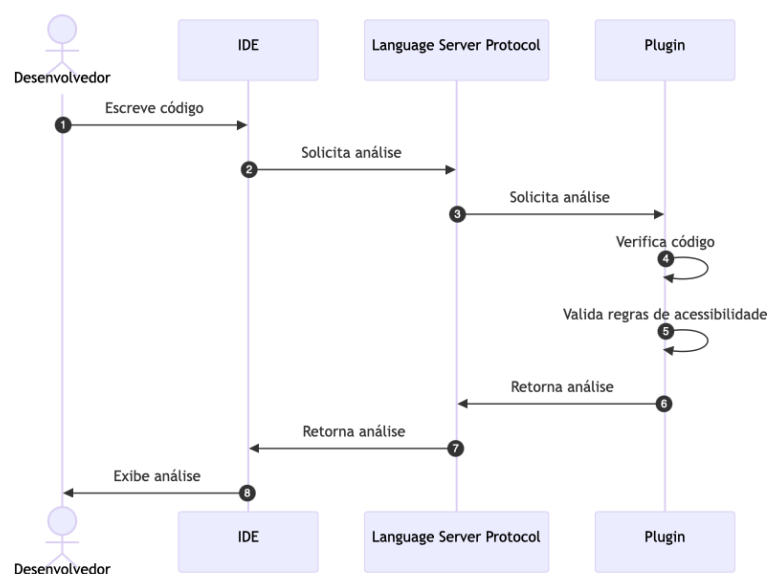 Desenvolvedor
IDE
Language Server Protocol
Plugin
1
Escreve código
2
Solicita análise
3
Solicita análise
Verifica código
4
Valida regras de acessibilidade
5
Retorna análise
6
Retorna análise
7
Exibe análise
8
Desenvolvedor
IDE
Language Server Protocol
Plugin